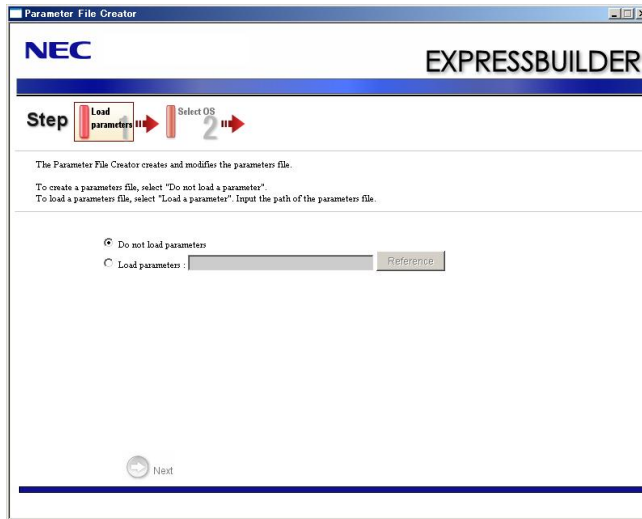 Parameter File Creator
NEC
EXPRESSBUILDER
Step
Load
parameters 1
Select OS
2
The Parameter File Creator creates and modifies the parameters file.
To create a parameters file, select "Do not load a parameter".
To load a parameters file, select "Load a parameter". Input the path of the parameters file.
Do not load parameters
Load parameters :
Reference
Next